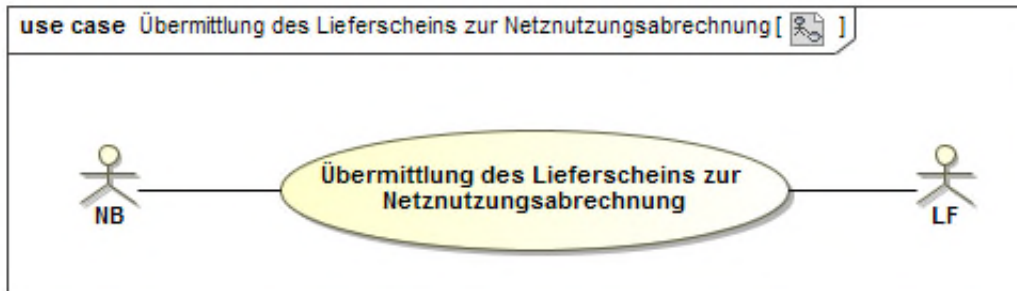 use case Übermittlung des Lieferscheins zur Netznutzungsabrechnung [ ]
Übermittlung des Lieferscheins zur
Netznutzungsabrechnung
NB
LF